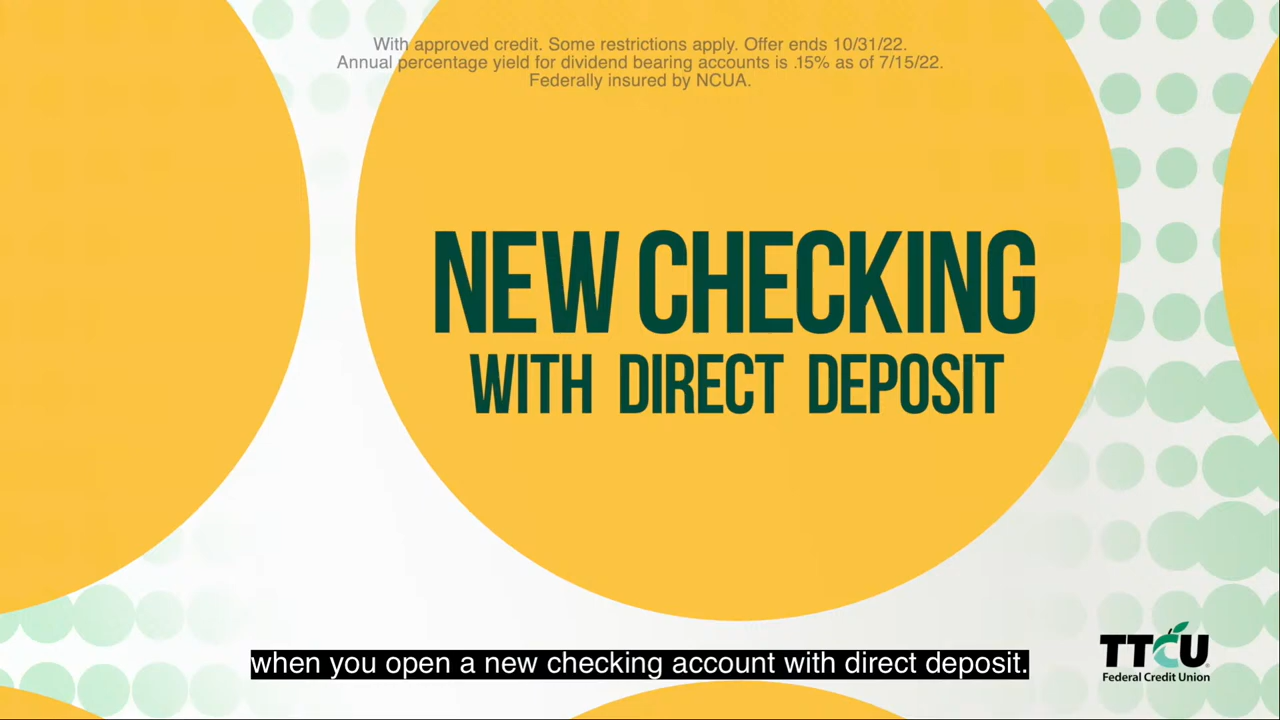 With approved credit. Some restrictions apply. Offer ends 10/31/22.
Annual percentage yield for dividend bearing accounts is .15% as of 7/15/22.
Federally insured by NCUA.
NEW CHECKING
WITH DIRECT DEPOSIT
when you open a new checking account with direct deposit.
TTCU
Federal Credit Union